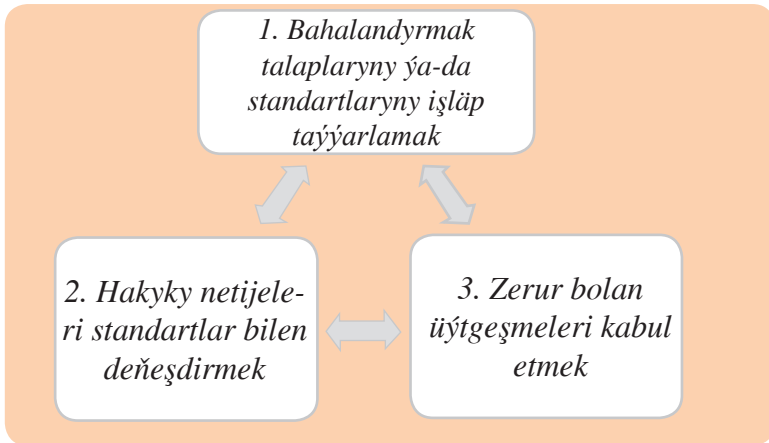 1. Bahalandyrmak
talaplaryny ýa-da
standartlaryny işläp
taýýarlamak
2. Hakyky netijele-
ri standartlar bilen
deňeşdirmek
3. Zerur bolan
üýtgeşmeleri kabul
etmek